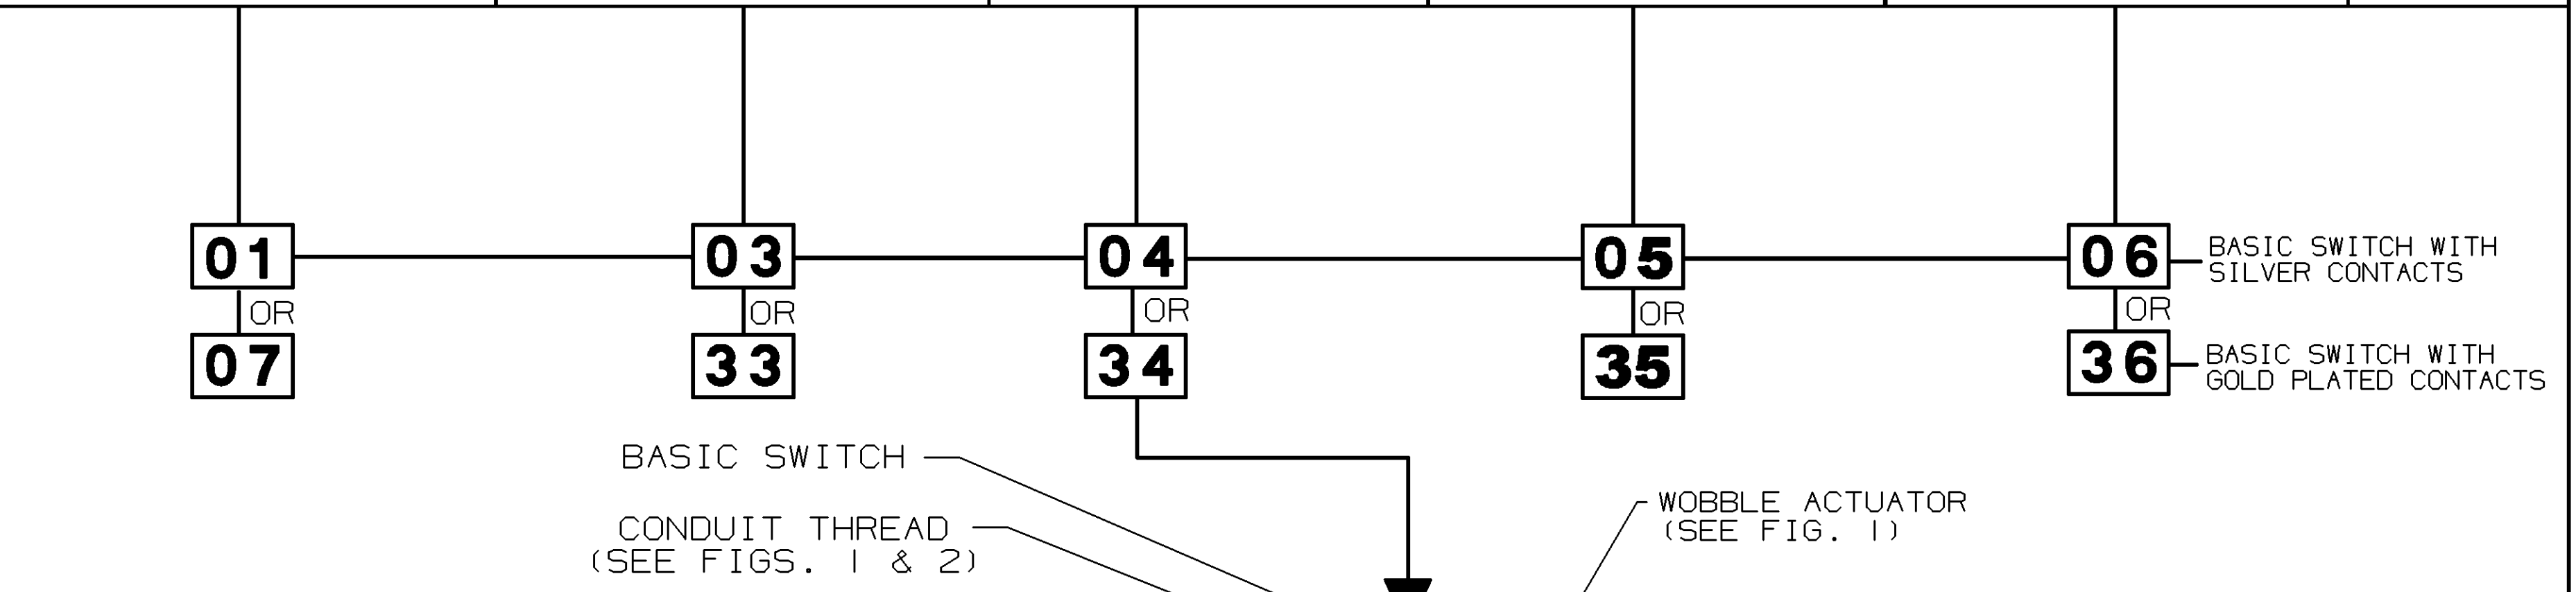 01
03
04
05
06
BASIC SWITCH WITH
SILVER CONTACTS
OR
OR
OR
OR
OR
07
33
34
35
36
BASIC SWITCH WITH
GOLD PLATED CONTACTS
BASIC SWITCH
CONDUIT THREAD
(SEE FIGS. 1 & 2)
WOBBLE ACTUATOR
(SEE FIG. 1)